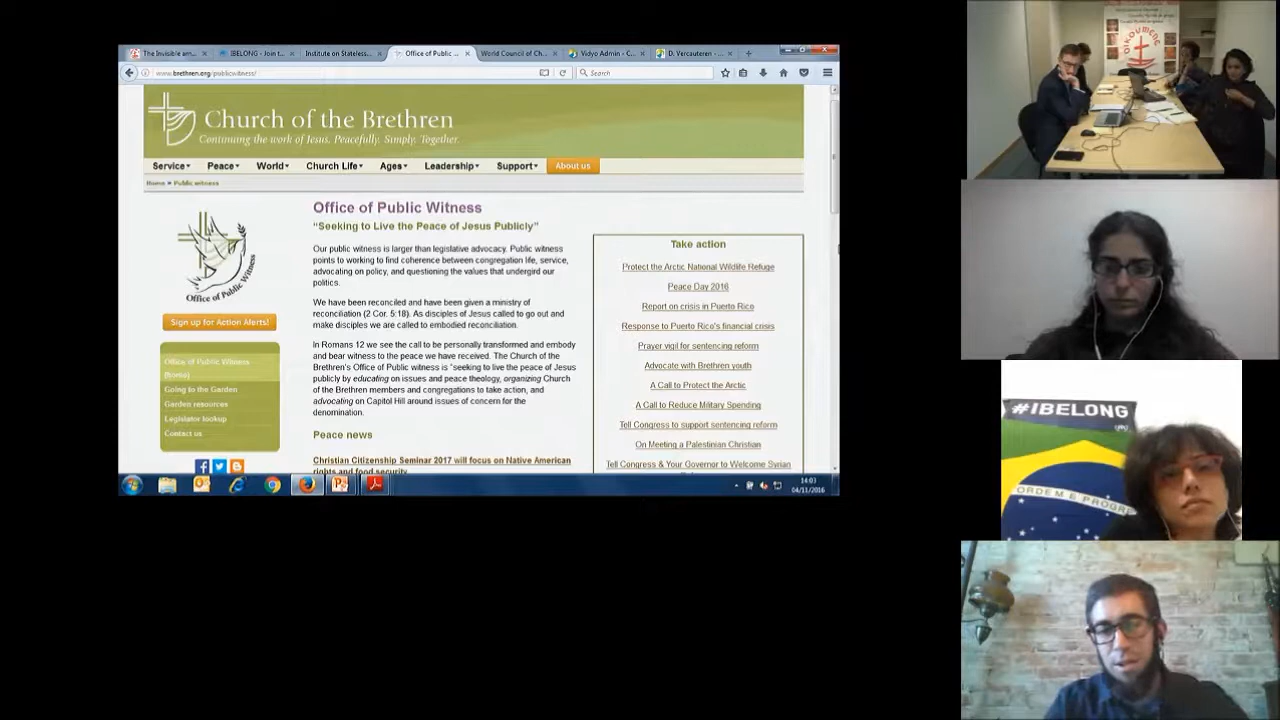 The Invisible am...
IBELONG - Join t...
Institute on Stateless...
Office of Public ...
World Council of Ch...
Vidyo Admin - C...
D. Vercauteren - ...
www.brethren.org/publicwitness/
Search
Church of the Brethren
Continuing the work of Jesus. Peacefully. Simply. Together.
Service
Peace
World
Church Life
Ages
Leadership
Support
About us
Home » Public witness
Office of Public Witness
Sign up for Action Alerts!
Office of Public Witness
(home)
Going to the Garden
Garden resources
Legislator lookup
Contact us
Office of Public Witness
“Seeking to Live the Peace of Jesus Publicly”
Our public witness is larger than legislative advocacy. Public witness
points to working to find coherence between congregation life, service,
advocating on policy, and questioning the values that undergird our
politics.
We have been reconciled and have been given a ministry of
reconciliation (2 Cor. 5:18). As disciples of Jesus called to go out and
make disciples we are called to embodied reconciliation.
In Romans 12 we see the call to be personally transformed and embody
and bear witness to the peace we have received. The Church of the
Brethren's Office of Public witness is “seeking to live the peace of Jesus
publicly by educating on issues and peace theology, organizing Church
of the Brethren members and congregations to take action, and
advocating on Capitol Hill around issues of concern for the
denomination.
Peace news
Christian Citizenship Seminar 2017 will focus on Native American
rights and food security
Take action
Protect the Arctic National Wildlife Refuge
Peace Day 2016
Report on crisis in Puerto Rico
Response to Puerto Rico's financial crisis
Prayer vigil for sentencing reform
Advocate with Brethren youth
A Call to Protect the Arctic
A Call to Reduce Military Spending
Tell Congress to support sentencing reform
On Meeting a Palestinian Christian
Tell Congress & Your Governor to Welcome Syrian
14:03
04/11/2016
OIKOUMENE
#IBELONG
ORDEM E PROGRE